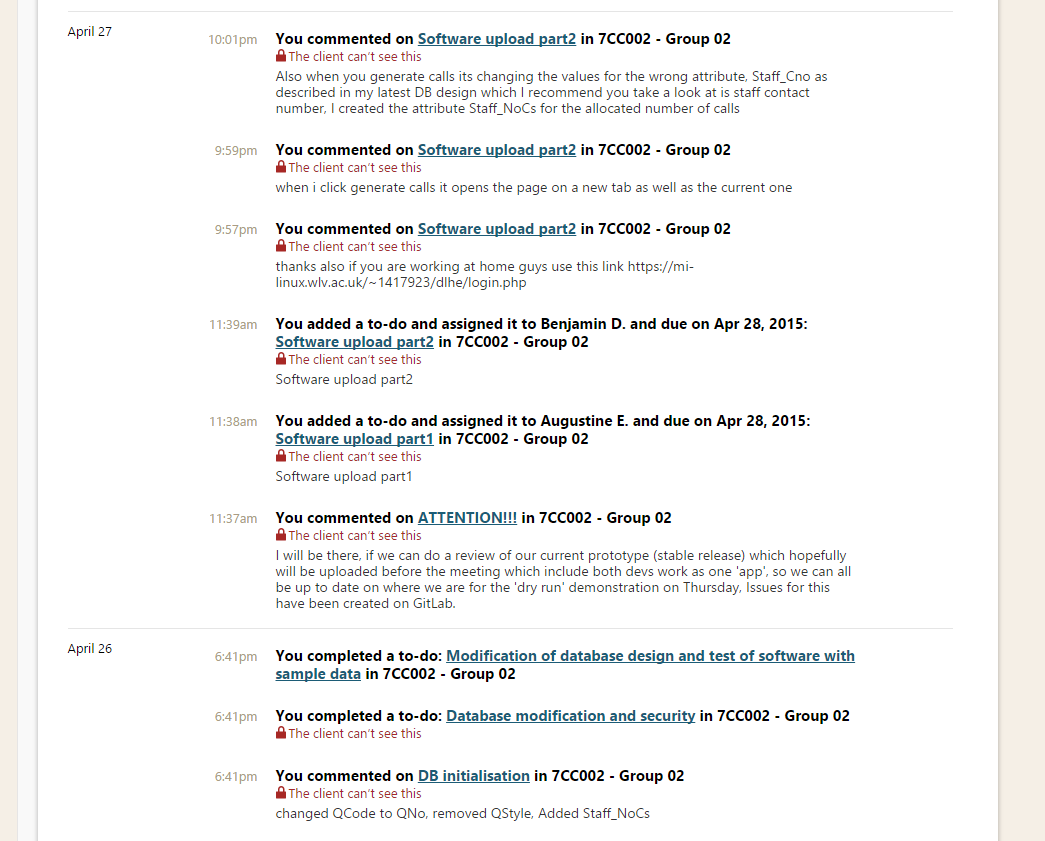 April 27
10:01pm You commented on Software upload part2 in 7CC002 - Group 02
The client can't see this
Also when you generate calls its changing the values for the wrong attribute, Staff_Cno as
described in my latest DB design which I recommend you take a look at is staff contact
number, I created the attribute Staff_NoCs for the allocated number of calls
9:59pm You commented on Software upload part2 in 7CC002 - Group 02
The client can't see this
when i click generate calls it opens the page on a new tab as well as the current one
9:57pm You commented on Software upload part2 in 7CC002 - Group 02
The client can't see this
thanks also if you are working at home guys use this link https://mi-
linux.wlv.ac.uk/~1417923/dlhe/login.php
11:39am You added a to-do and assigned it to Benjamin D. and due on Apr 28, 2015:
Software upload part2 in 7CC002 - Group 02
The client can't see this
Software upload part2
11:38am You added a to-do and assigned it to Augustine E. and due on Apr 28, 2015:
Software upload part1 in 7CC002 - Group 02
The client can't see this
Software upload part1
11:37am You commented on ATTENTION!!! in 7CC002 - Group 02
The client can't see this
I will be there, if we can do a review of our current prototype (stable release) which hopefully
will be uploaded before the meeting which include both devs work as one 'app', so we can all
be up to date on where we are for the 'dry run' demonstration on Thursday, Issues for this
have been created on GitLab.
April 26
6:41pm You completed a to-do: Modification of database design and test of software with
sample data in 7CC002 - Group 02
6:41pm You completed a to-do: Database modification and security in 7CC002 - Group 02
The client can't see this
6:41pm You commented on DB initialisation in 7CC002 - Group 02
The client can't see this
changed QCode to QNo, removed QStyle, Added Staff_NoCs